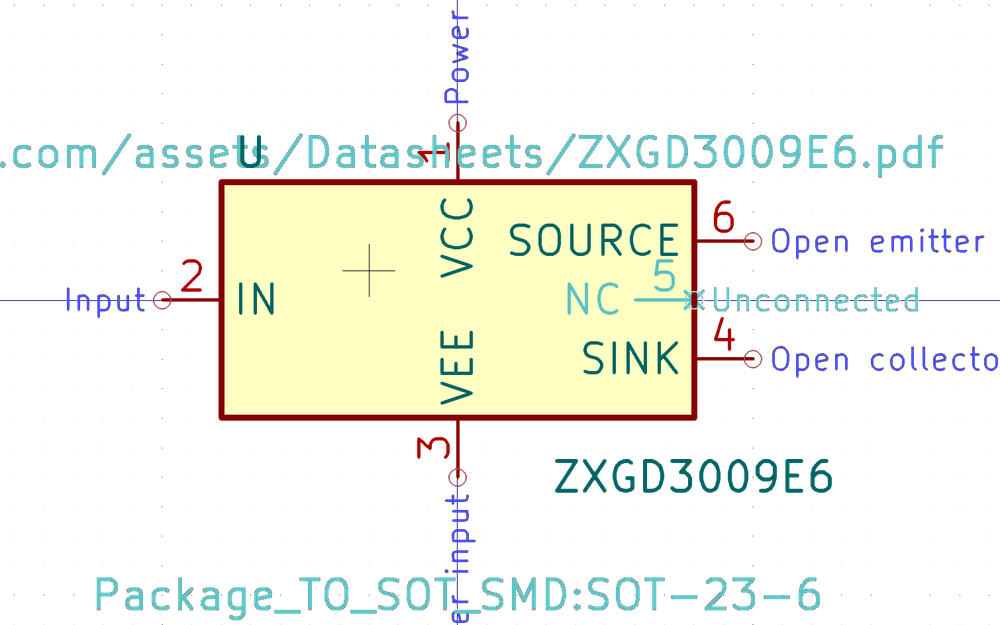 Power
.com/assets/Datasheets/ZXGD3009E6.pdf
U
1
VCC
SOURCE
6
Open emitter
Input
2
IN
NC
5
Unconnected
VEE
SINK
4
Open collecto
3
ZXGD3009E6
er input
Package_TO_SOT_SMD:SOT-23-6